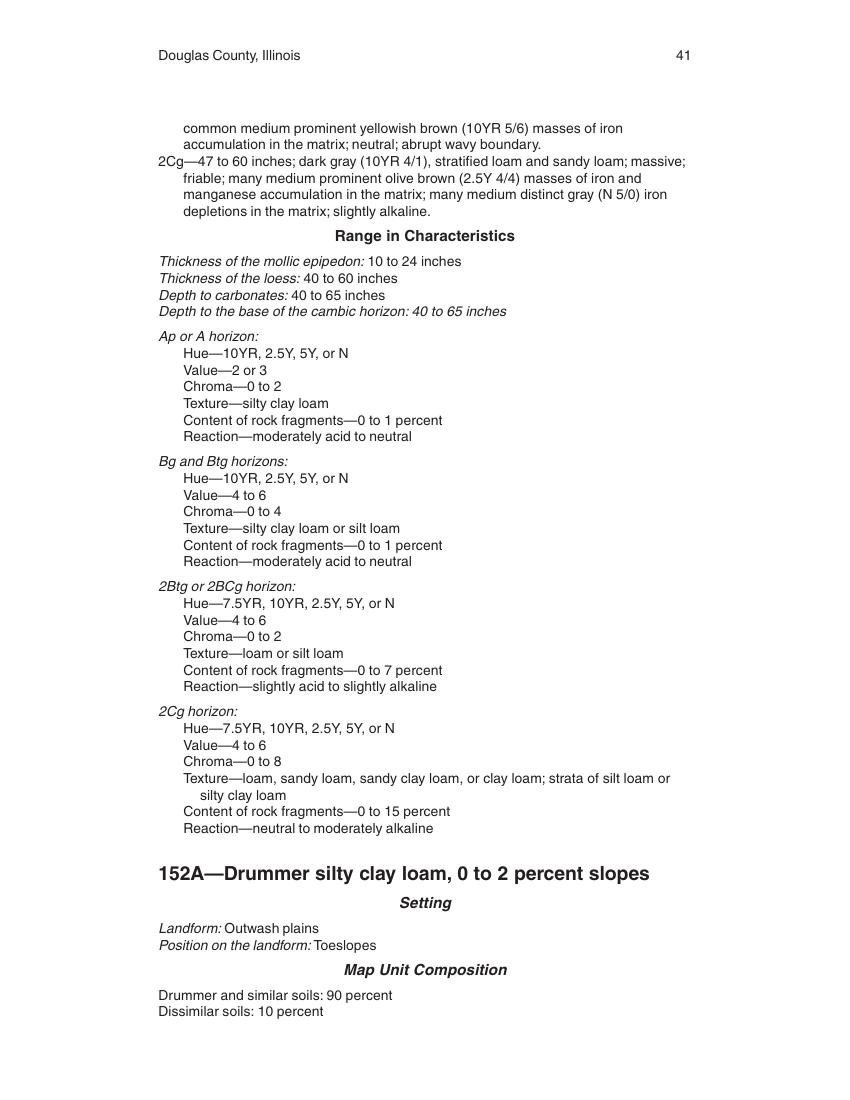 Douglas County, Illinois 41
common medium prominent yellowish brown (10YR 5/6) masses of iron
accumulation in the matrix; neutral; abrupt wavy boundary.
2Cg—47 to 60 inches; dark gray (10YR 4/1), stratified loam and sandy loam; massive;
friable; many medium prominent olive brown (2.5Y 4/4) masses of iron and
manganese accumulation in the matrix; many medium distinct gray (N 5/0) iron
depletions in the matrix; slightly alkaline.
Range in Characteristics
Thickness of the mollic epipedon: 10 to 24 inches
Thickness of the loess: 40 to 60 inches
Depth to carbonates: 40 to 65 inches
Depth to the base of the cambic horizon: 40 to 65 inches
Ap or A horizon:
Hue—10YR, 2.5Y, 5Y, or N
Value—2 or 3
Chroma—0 to 2
Texture—silty clay loam
Content of rock fragments—0 to 1 percent
Reaction—moderately acid to neutral
Bg and Btg horizons:
Hue—10YR, 2.5Y, 5Y, or N
Value—4 to 6
Chroma—0 to 4
Texture—silty clay loam or silt loam
Content of rock fragments—0 to 1 percent
Reaction—moderately acid to neutral
2Btg or 2BCg horizon:
Hue—7.5YR, 10YR, 2.5Y, 5Y, or N
Value—4 to 6
Chroma—0 to 2
Texture—loam or silt loam
Content of rock fragments—0 to 7 percent
Reaction—slightly acid to slightly alkaline
2Cg horizon:
Hue—7.5YR, 10YR, 2.5Y, 5Y, or N
Value—4 to 6
Chroma—0 to 8
Texture—loam, sandy loam, sandy clay loam, or clay loam; strata of silt loam or
silty clay loam
Content of rock fragments—0 to 15 percent
Reaction—neutral to moderately alkaline
152A—Drummer silty clay loam, 0 to 2 percent slopes
Setting
Landform: Outwash plains
Position on the landform: Toeslopes
Map Unit Composition
Drummer and similar soils: 90 percent
Dissimilar soils: 10 percent